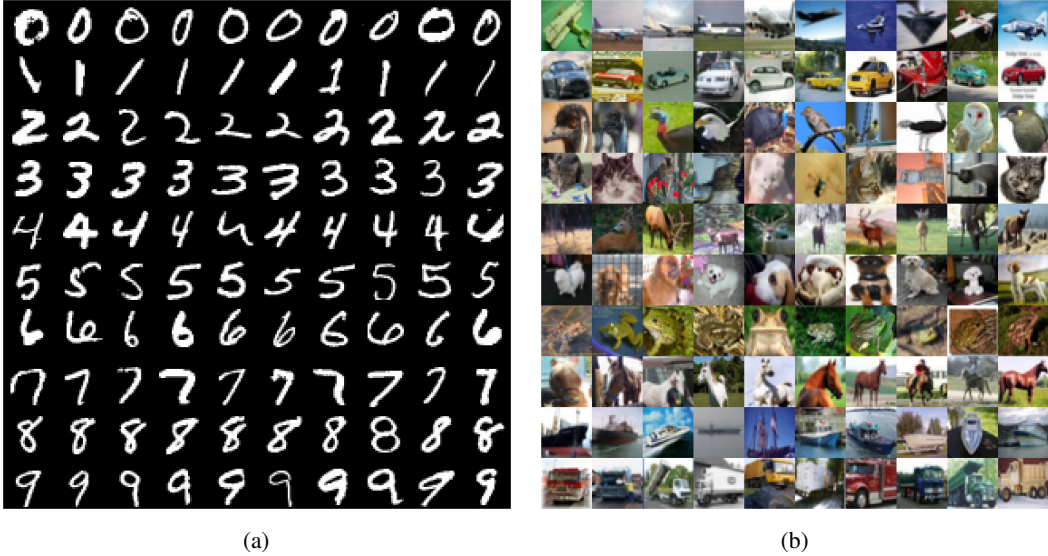 0 0 0 0 0 0 0 0 0 0
1 1 1 1 1 1 1 1 1 1
2 2 2 2 2 2 2 2 2 2
3 3 3 3 3 3 3 3 3 3
4 4 4 4 4 4 4 4 4 4
5 5 5 5 5 5 5 5 5 5
6 6 6 6 6 6 6 6 6 6
7 7 7 7 7 7 7 7 7 7
8 8 8 8 8 8 8 8 8 8
9 9 9 9 9 9 9 9 9 9
(a)
(b)